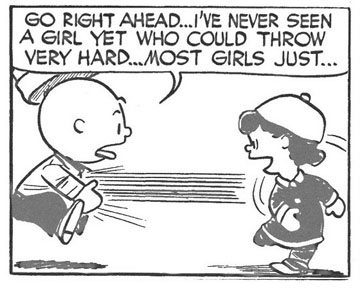 GO RIGHT AHEAD...I'VE NEVER SEEN
A GIRL YET WHO COULD THROW
VERY HARD...MOST GIRLS JUST...